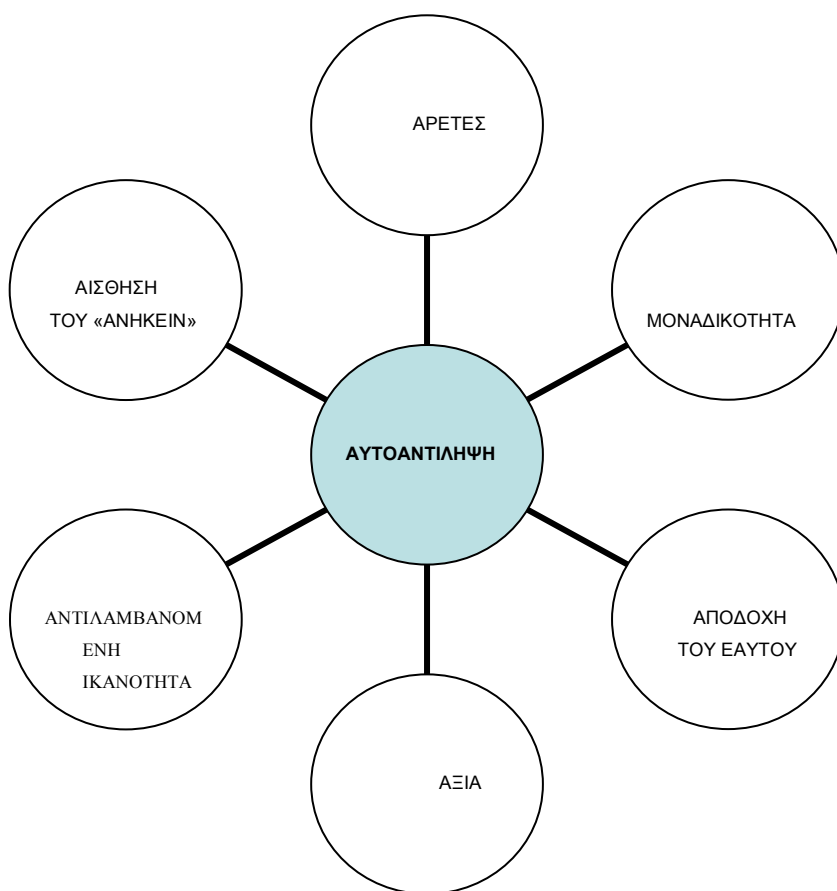 ΑΡΕΤΕΣ
ΑΙΣΘΗΣΗ
ΤΟΥ «ΑΝΗΚΕΙΝ»
ΜΟΝΑΔΙΚΟΤΗΤΑ
ΑΥΤΟΑΝΤΙΛΗΨΗ
ΑΝΤΙΛΑΜΒΑΝΟΜ
ΕΝΗ
ΙΚΑΝΟΤΗΤΑ
ΑΠΟΔΟΧΗ
ΤΟΥ ΕΑΥΤΟΥ
ΑΞΙΑ